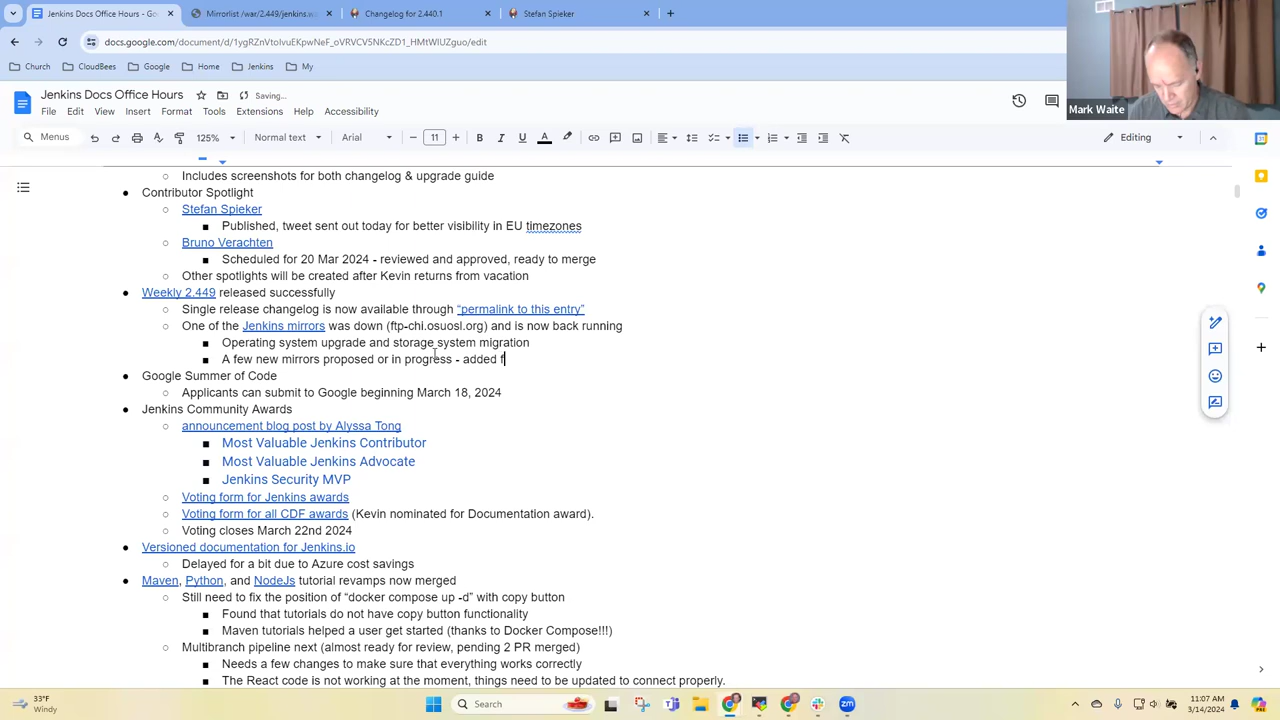 Jenkins Docs Office Hours - G
Mirrorlist /war/2.449/jenkins.w
Changelog for 2.440.1
Stefan Spieker
docs.google.com/document/d/1ygRZnVtoIvuEKpwNeF_oVRVCV5NKcZD1_HMtWIUZguo/edit
Church
CloudBees
Google
Home
Jenkins
My
Mark Waite
Jenkins Docs Office Hours
Saving...
File Edit View Insert Format Tools Extensions Help Accessibility
Menus 125% Normal text Arial 11 B I U A Editing
○ Includes screenshots for both changelog & upgrade guide
● Contributor Spotlight
○ Stefan Spieker
■ Published, tweet sent out today for better visibility in EU timezones
○ Bruno Verachten
■ Scheduled for 20 Mar 2024 - reviewed and approved, ready to merge
○ Other spotlights will be created after Kevin returns from vacation
● Weekly 2.449 released successfully
○ Single release changelog is now available through “permalink to this entry”
○ One of the Jenkins mirrors was down (ftp-chi.osuosl.org) and is now back running
■ Operating system upgrade and storage system migration
■ A few new mirrors proposed or in progress - added f
● Google Summer of Code
○ Applicants can submit to Google beginning March 18, 2024
● Jenkins Community Awards
○ announcement blog post by Alyssa Tong
■ Most Valuable Jenkins Contributor
■ Most Valuable Jenkins Advocate
■ Jenkins Security MVP
○ Voting form for Jenkins awards
○ Voting form for all CDF awards (Kevin nominated for Documentation award).
○ Voting closes March 22nd 2024
● Versioned documentation for Jenkins.io
○ Delayed for a bit due to Azure cost savings
● Maven, Python, and NodeJs tutorial revamps now merged
○ Still need to fix the position of “docker compose up -d” with copy button
■ Found that tutorials do not have copy button functionality
■ Maven tutorials helped a user get started (thanks to Docker Compose!!!)
○ Multibranch pipeline next (almost ready for review, pending 2 PR merged)
■ Needs a few changes to make sure that everything works correctly
■ The React code is not working at the moment, things need to be updated to connect properly.
33°F
Windy
Search
11:07 AM
3/14/2024